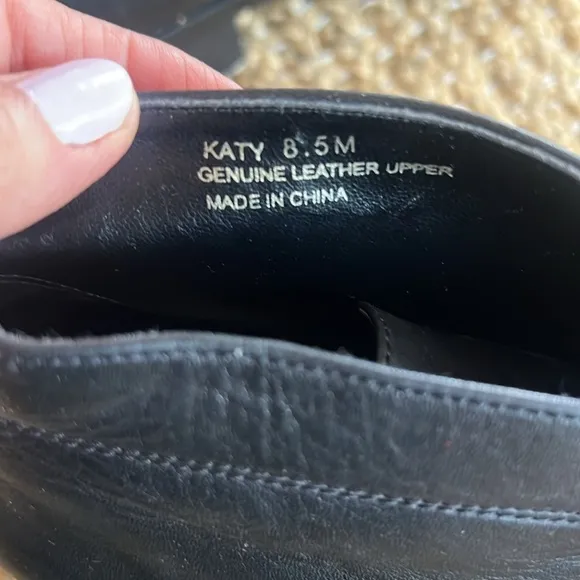 KATY 8.5M
GENUINE LEATHER UPPER
MADE IN CHINA